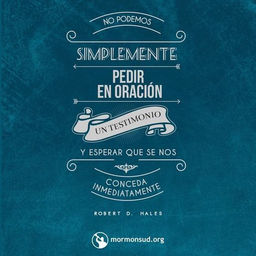 NO PODEMOS
SIMPLEMENTE
PEDIR
EN ORACIÓN
UN TESTIMONIO
Y ESPERAR QUE SE NOS
CONCEDA
INMEDIATAMENTE
ROBERT D. HALES
mormonsud.org